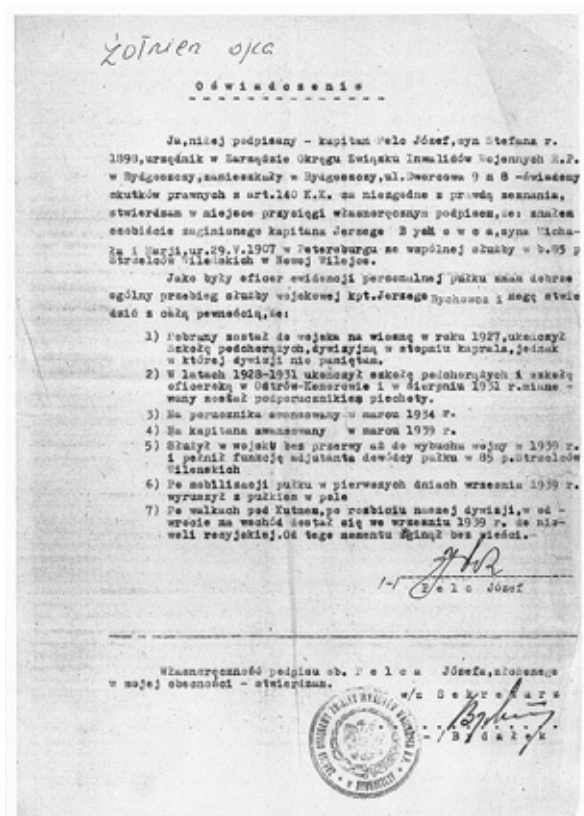 żołnierz ojca
Oświadczenie
Ja,niżej podpisany - kapitan Pelc Józef,syn Stefana r.
1898,urzędnik w Zarządzie Okręgu Związku Inwalidów Wojennych R.P.
w Bydgoszczy,zamieszkały w Bydgoszczy,ul.Dworcowa 9 m 8 -świadomy
skutków prawnych z art.140 K.K. za niezgodne z prawdą zeznania,
stwierdzam w miejsce przysięgi własnoręcznym podpisem,że: znałem
osobiście zaginionego kapitana Jerzego Bychowca,syna Micha-
ła i Marji,ur.29.V.1907 w Petersburgu ze wspólnej służby w b.85 p
Strzelców Wileńskich w Nowej Wilejce.
Jako były oficer ewidencji personalnej pułku znam dobrze
ogólny przebieg służby wojskowej kpt.Jerzego Bychowca i mogę stwie
dzić z całą pewnością,że:
1) Pobrany został do wojska na wiosnę w roku 1927,ukończył
Szkołę podchorążych,dywizyjną w stopniu kaprala,jednak
w której dywizji nie pamiętam.
2) W latach 1928-1931 ukończył szkołę podchorążych i szkołę
oficerską w Ostrów-Komorowie i w sierpniu 1931 r.miano -
wany został podporucznikiem piechoty.
3) Na porucznika awansowany w marcu 1934 r.
4) Na kapitana awansowany w marcu 1939 r.
5) Służył w wojsku bez przerwy aż do wybuchu wojny w 1939 r.
i pełnił funkcję adjutanta dowódcy pułku w 85 p.Strzelców
Wilenskich
6) Po mobilizacji pułku w pierwszych dniach września 1939 r.
wyruszył z pułkiem w pole
7) Po walkach pod Kutnem,po rozbiciu naszej dywizji,w od -
wrocie na wschód dostał się we wrześniu 1939 r. do nie-
woli rosyjskiej.Od tego momentu zginął bez wieści.-
Pelc Józef
Własnoręczność podpisu ob. Pelca Józefa,złożonego
w mojej obecności - stwierdzam.
w/z Sekretarz
Bydałek